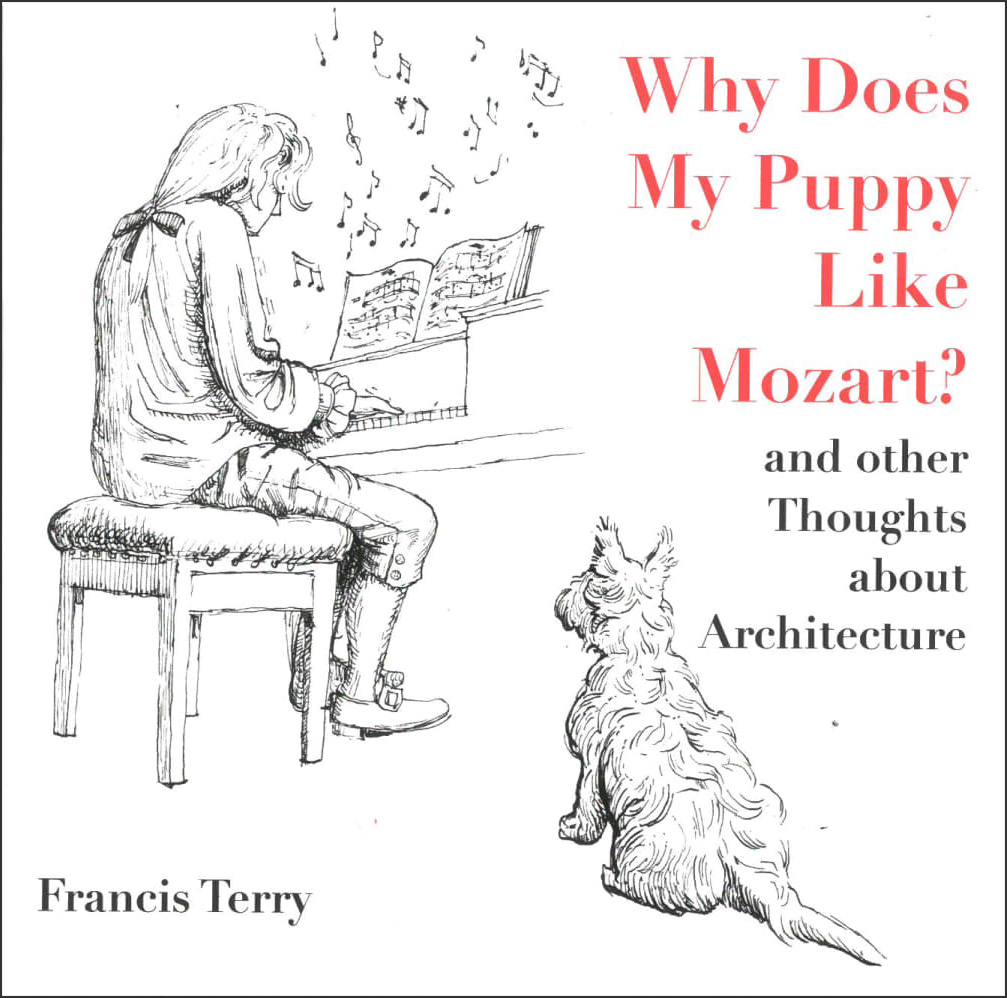 Why Does
My Puppy
Like
Mozart?
and other
Thoughts
about
Architecture
Francis Terry